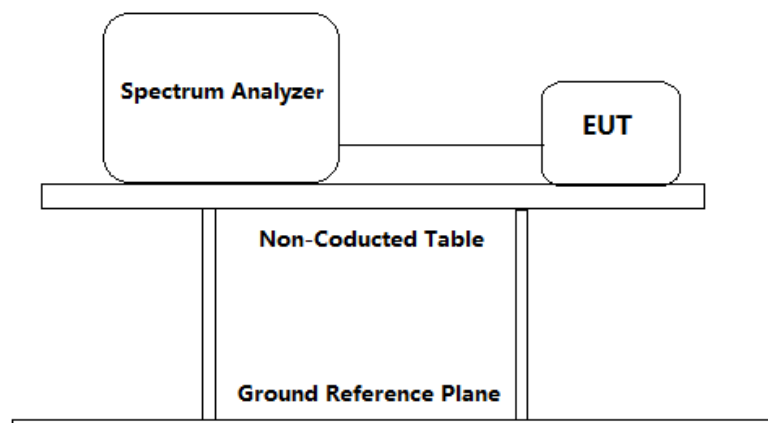 Spectrum Analyzer
EUT
Non-Coducted Table
Ground Reference Plane